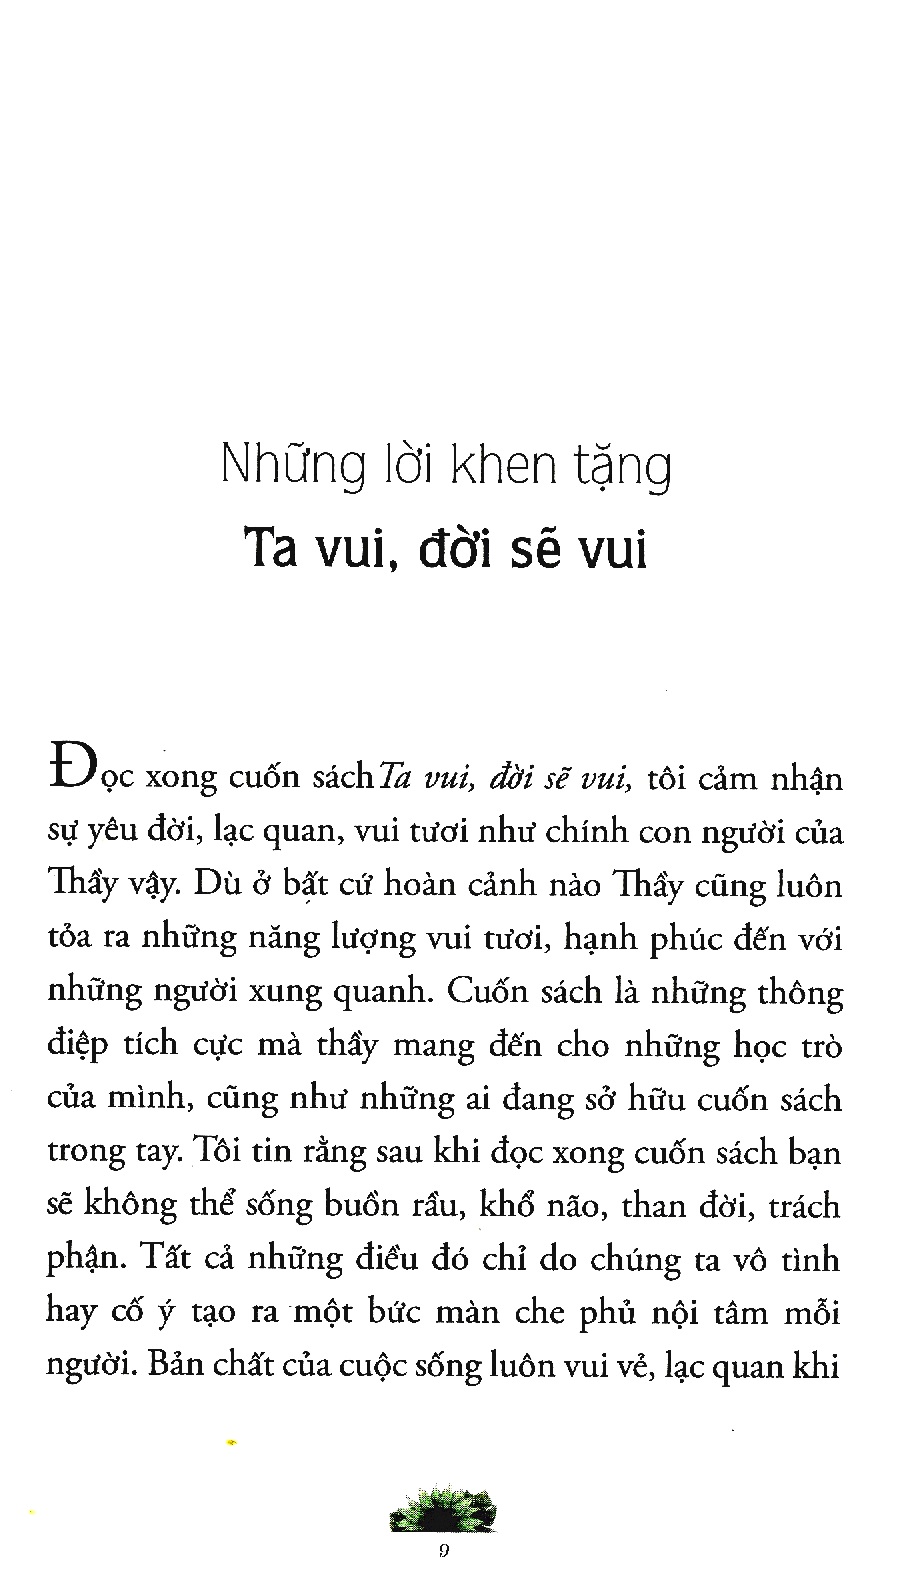 Những lời khen tặng
Ta vui, đời sẽ vui
Đọc xong cuốn sách Ta vui, đời sẽ vui, tôi cảm nhận
sự yêu đời, lạc quan, vui tươi như chính con người của
Thầy vậy. Dù ở bất cứ hoàn cảnh nào Thầy cũng luôn
tỏa ra những năng lượng vui tươi, hạnh phúc đến với
những người xung quanh. Cuốn sách là những thông
điệp tích cực mà thầy mang đến cho những học trò
của mình, cũng như những ai đang sở hữu cuốn sách
trong tay. Tôi tin rằng sau khi đọc xong cuốn sách bạn
sẽ không thể sống buồn rầu, khổ não, than đời, trách
phận. Tất cả những điều đó chỉ do chúng ta vô tình
hay cố ý tạo ra một bức màn che phủ nội tâm mỗi
người. Bản chất của cuộc sống luôn vui vẻ, lạc quan khi
9